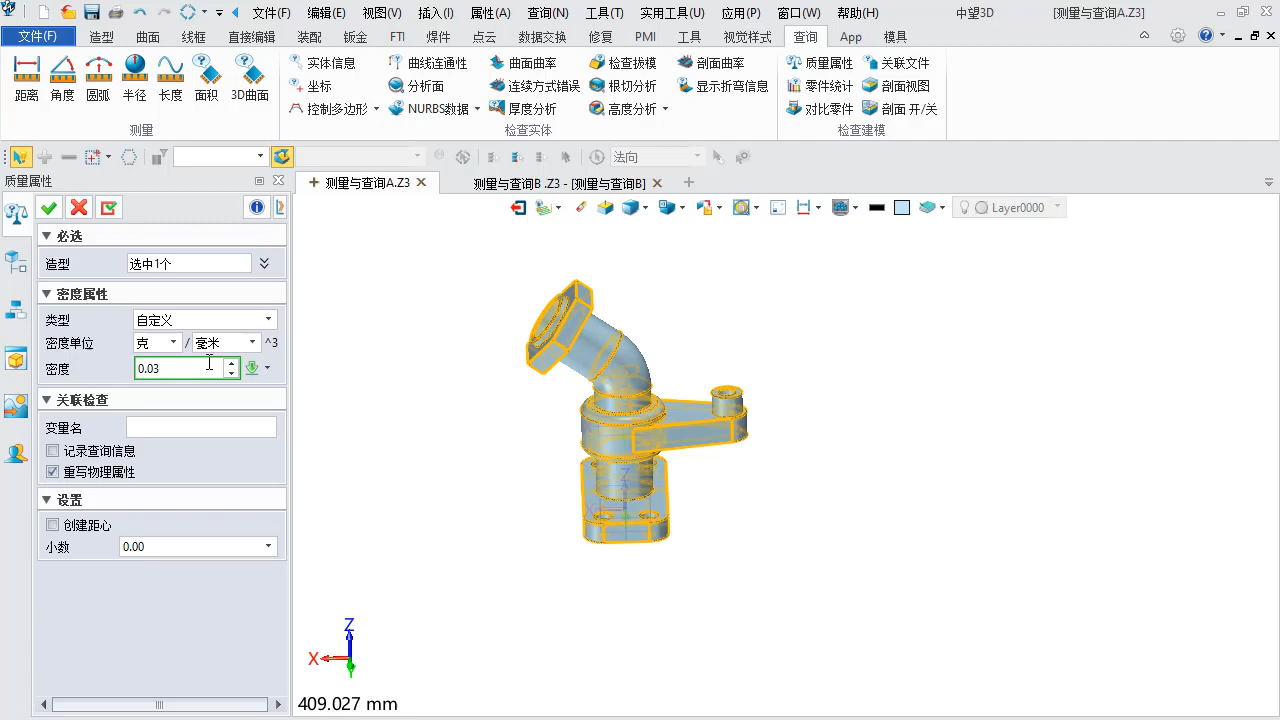 文件(F) 编辑(E) 视图(V) 插入(I) 属性(A) 查询(N) 工具(T) 实用工具(U) 应用(P) 窗口(W) 帮助(H) 中望3D [测量与查询A.Z3]
文件(F) 造型 曲面 线框 直接编辑 装配 钣金 FTI 焊件 点云 数据交换 修复 PMI 工具 视觉样式 查询 App 模具
距离 角度 圆弧 半径 长度 面积 3D曲面
实体信息 曲线连通性 曲面曲率 检查拔模 剖面曲率 质量属性 关联文件
坐标 分析面 连续方式错误 根切分析 显示折弯信息 零件统计 剖面视图
控制多边形 NURBS数据 厚度分析 高度分析 对比零件 剖面 开/关
测量 检查实体 检查建模
法向
质量属性
测量与查询A.Z3 测量与查询B .Z3 - [测量与查询B]
Layer0000
必选
造型 选中1个
密度属性
类型 自定义
密度单位 克 / 毫米 ^3
密度 0.03
关联检查
变量名
记录查询信息
重写物理属性
设置
创建距心
小数 0.00
Z
X
Z
X
409.027 mm